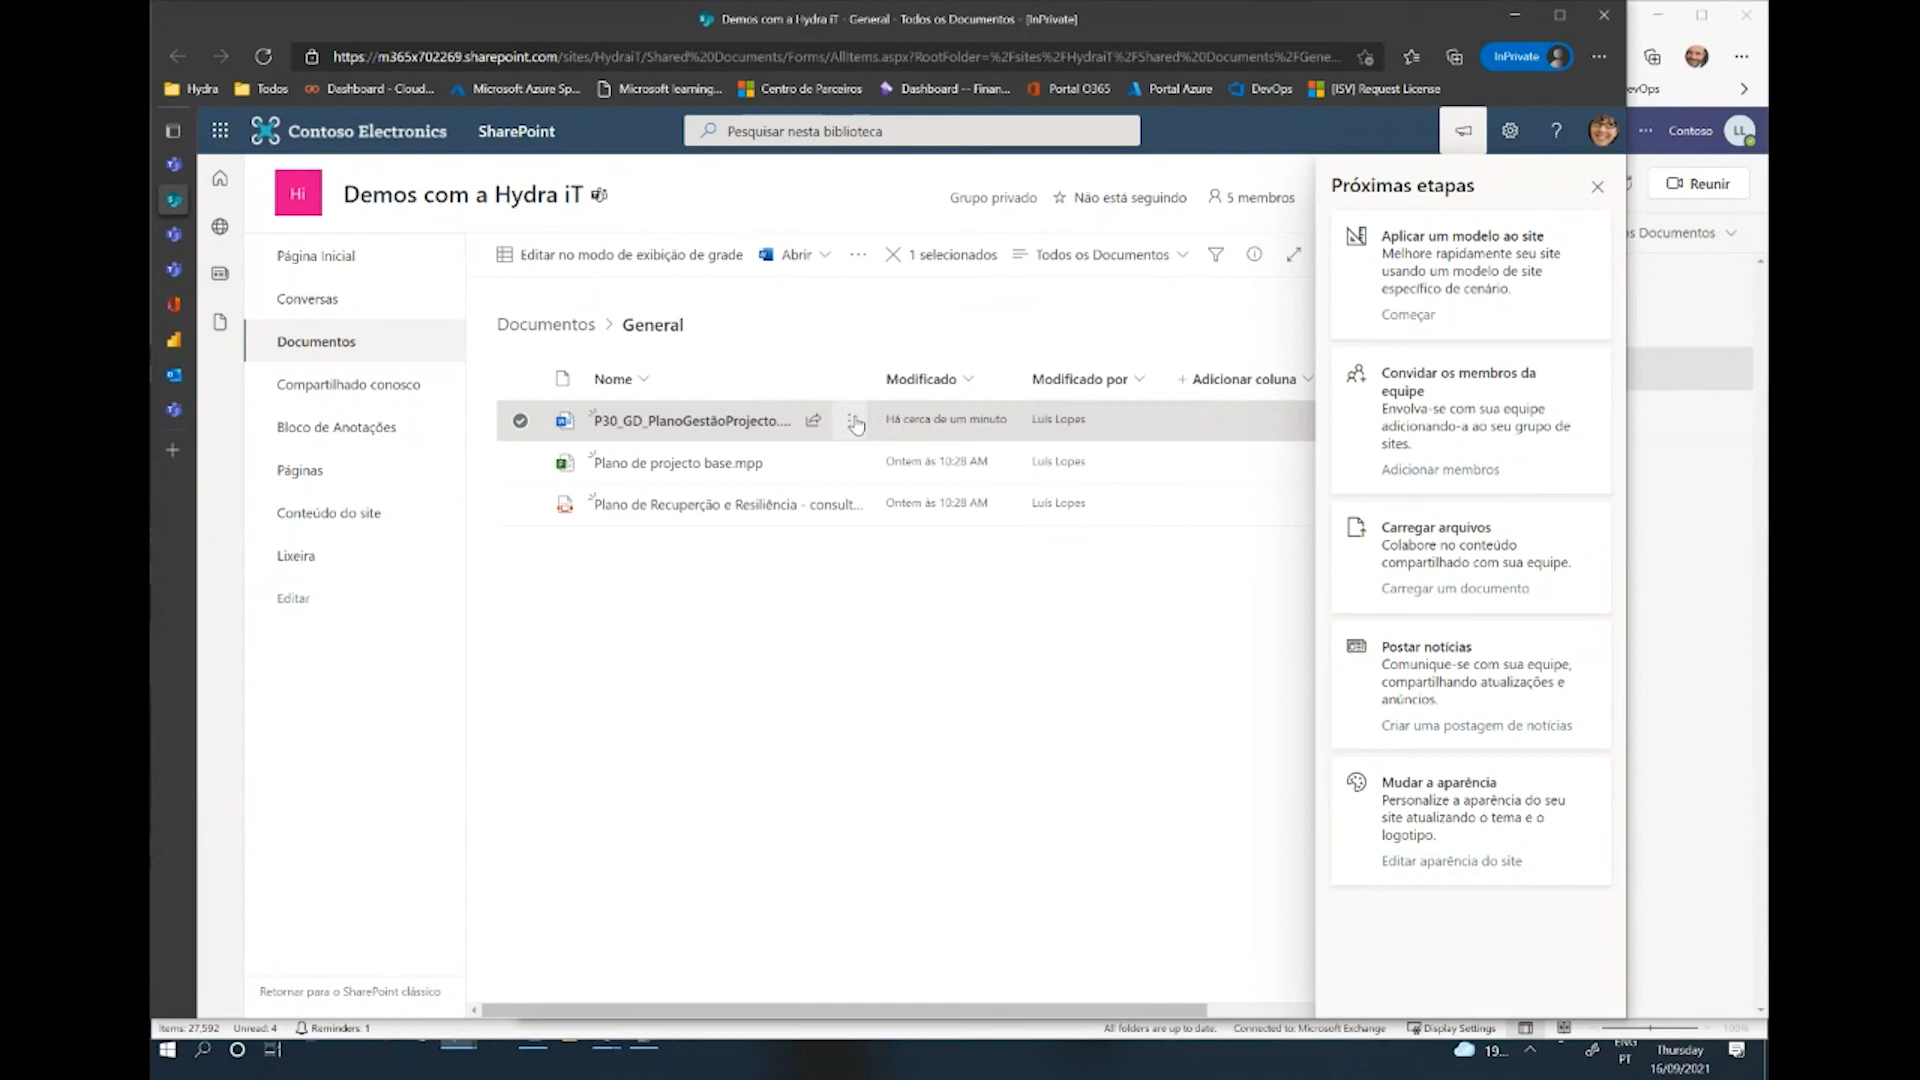 Demos com a Hydra iT - General - Todos os Documentos - [InPrivate]
https://m365x702269.sharepoint.com/sites/HydraiT/Shared%20Documents/Forms/AllItems.aspx?RootFolder=%2Fsites%2FHydraiT%2FShared%20Documents%2FGene...
InPrivate
Hydra
Todos
Dashboard - Cloud...
Microsoft Azure Sp...
Microsoft learning...
Centro de Parceiros
Dashboard -- Finan...
Portal O365
Portal Azure
DevOps
[ISV] Request License
evOps
Contoso Electronics
SharePoint
Pesquisar nesta biblioteca
?
Contoso
LL
Hi
Demos com a Hydra iT
Grupo privado
Não está seguindo
5 membros
Próximas etapas
Reunir
Página Inicial
Conversas
Documentos
Compartilhado conosco
Bloco de Anotações
Páginas
Conteúdo do site
Lixeira
Editar
Retornar para o SharePoint clássico
Editar no modo de exibição de grade
Abrir
1 selecionados
Todos os Documentos
s Documentos
Documentos > General
Nome
Modificado
Modificado por
+ Adicionar coluna
P30_GD_PlanoGestãoProjecto....
Há cerca de um minuto
Luís Lopes
Plano de projecto base.mpp
Ontem às 10:28 AM
Luís Lopes
Plano de Recuperção e Resiliência - consult...
Ontem às 10:28 AM
Luís Lopes
Aplicar um modelo ao site
Melhore rapidamente seu site
usando um modelo de site
específico de cenário.
Começar
Convidar os membros da
equipe
Envolva-se com sua equipe
adicionando-a ao seu grupo de
sites.
Adicionar membros
Carregar arquivos
Colabore no conteúdo
compartilhado com sua equipe.
Carregar um documento
Postar notícias
Comunique-se com sua equipe,
compartilhando atualizações e
anúncios.
Criar uma postagem de notícias
Mudar a aparência
Personalize a aparência do seu
site atualizando o tema e o
logotipo.
Editar aparência do site
Items: 27,592
Unread: 4
Reminders: 1
All folders are up to date.
Connected to: Microsoft Exchange
Display Settings
100%
19...
ENG
PT
Thursday
16/09/2021